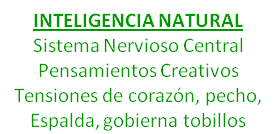 INTELIGENCIA NATURAL
Sistema Nervioso Central
Pensamientos Creativos
Tensiones de corazón, pecho,
Espalda, gobierna tobillos